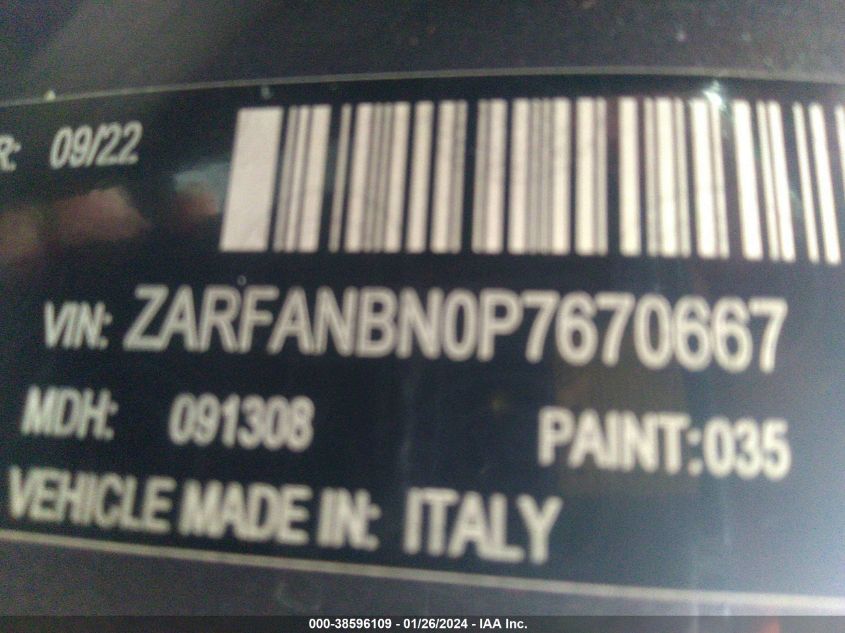 R: 09/22
VIN: ZARFANBN0P7670667
MDH: 091308 PAINT:035
VEHICLE MADE IN: ITALY
000-38596109 - 01/26/2024 - IAA Inc.